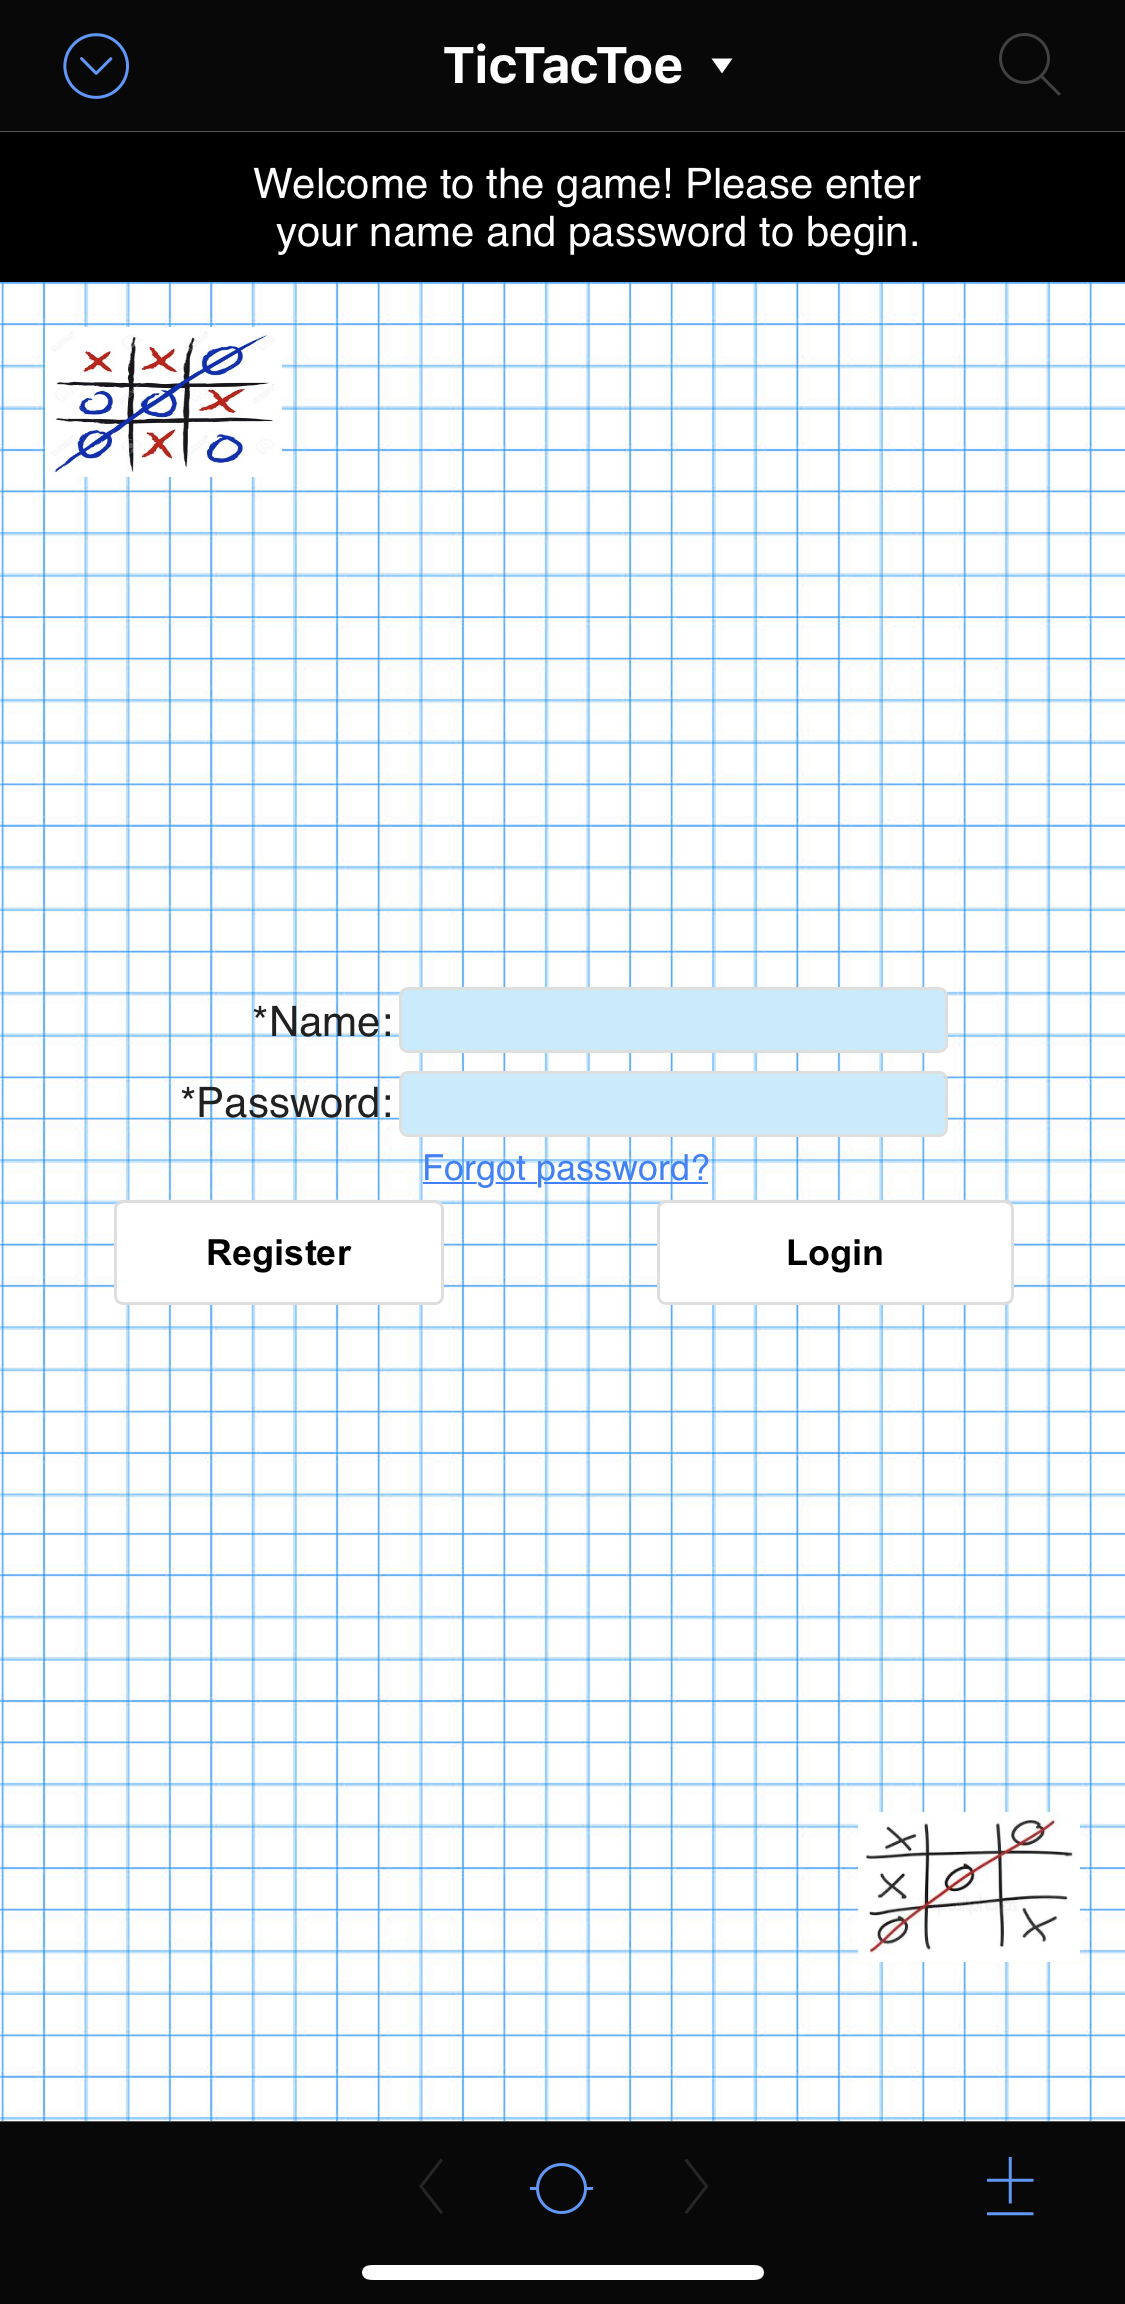 TicTacToe
Welcome to the game! Please enter
your name and password to begin.
X X O
O O X
O X O
*Name:
*Password:
Forgot password?
Register Login
X O
X O
O X